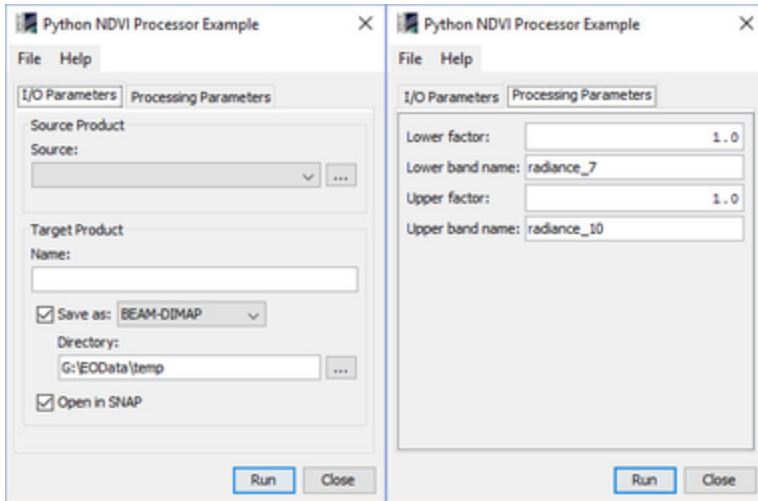 Python NDVI Processor Example
File Help
I/O Parameters Processing Parameters
Source Product
Source:
...
Target Product
Name:
Save as: BEAM-DIMAP
Directory:
G:\EOData\temp ...
Open in SNAP
Run Close
Python NDVI Processor Example
File Help
I/O Parameters Processing Parameters
Lower factor: 1.0
Lower band name: radiance_7
Upper factor: 1.0
Upper band name: radiance_10
Run Close